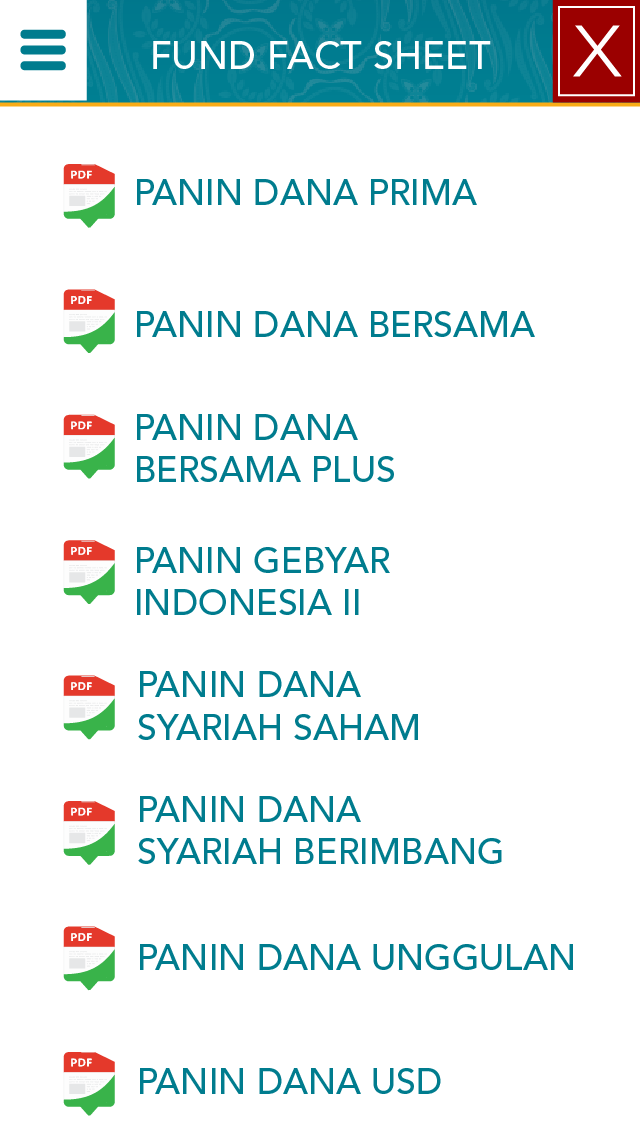 FUND FACT SHEET
X
PDF
PANIN DANA PRIMA
PDF
PANIN DANA BERSAMA
PDF
PANIN DANA
BERSAMA PLUS
PDF
PANIN GEBYAR
INDONESIA II
PDF
PANIN DANA
SYARIAH SAHAM
PDF
PANIN DANA
SYARIAH BERIMBANG
PDF
PANIN DANA UNGGULAN
PDF
PANIN DANA USD